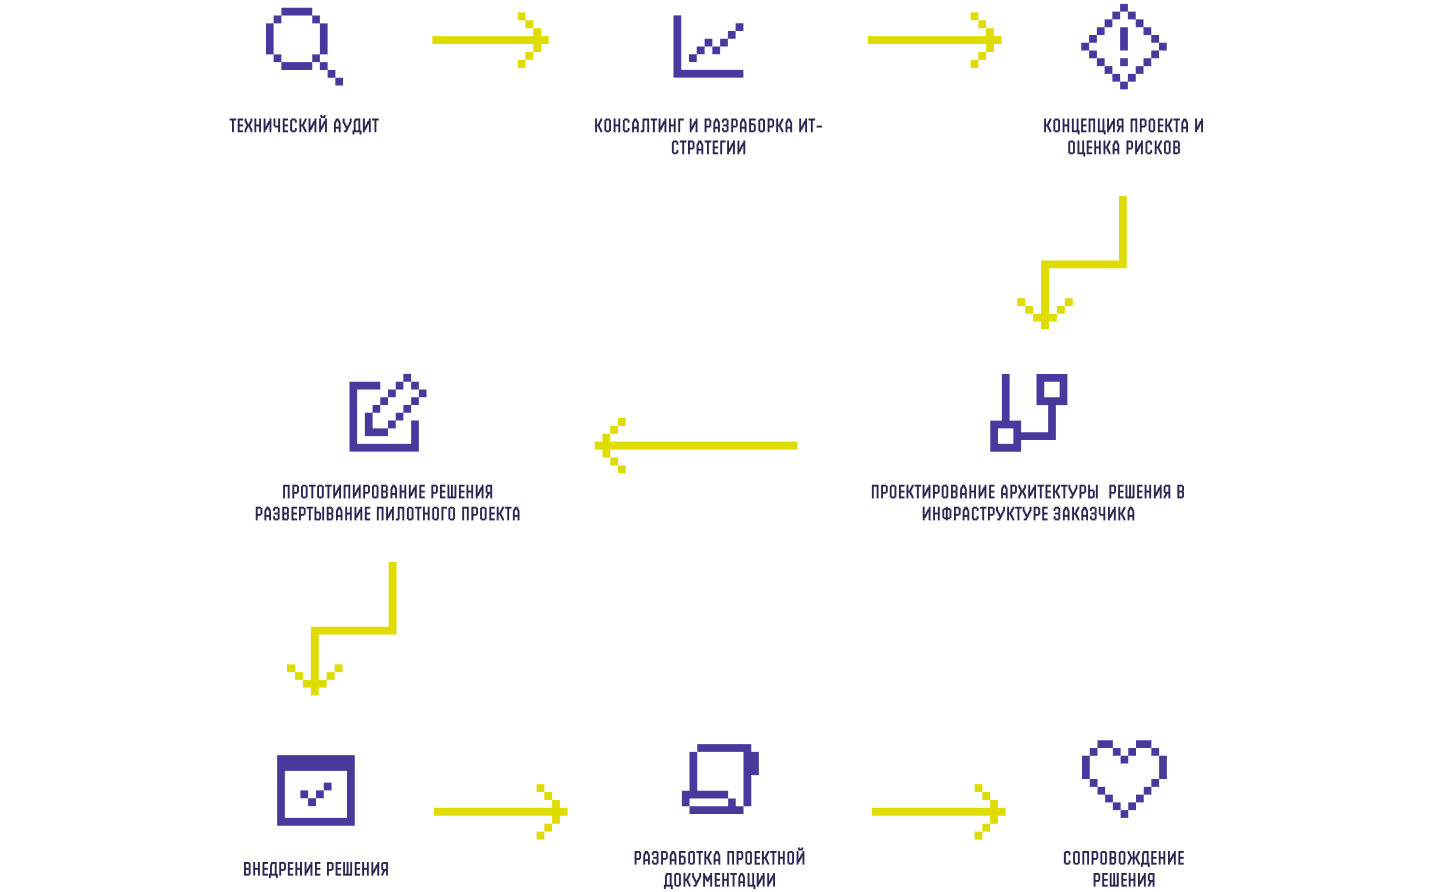 ТЕХНИЧЕСКИЙ АУДИТ
КОНСАЛТИНГ И РАЗРАБОРКА ИТ-
СТРАТЕГИИ
КОНЦЕПЦИЯ ПРОЕКТА И
ОЦЕНКА РИСКОВ
ПРОЕКТИРОВАНИЕ АРХИТЕКТУРЫ РЕШЕНИЯ В
ИНФРАСТРУКТУРЕ ЗАКАЗЧИКА
ПРОТОТИПИРОВАНИЕ РЕШЕНИЯ
РАЗВЕРТЫВАНИЕ ПИЛОТНОГО ПРОЕКТА
ВНЕДРЕНИЕ РЕШЕНИЯ
РАЗРАБОТКА ПРОЕКТНОЙ
ДОКУМЕНТАЦИИ
СОПРОВОЖДЕНИЕ
РЕШЕНИЯ